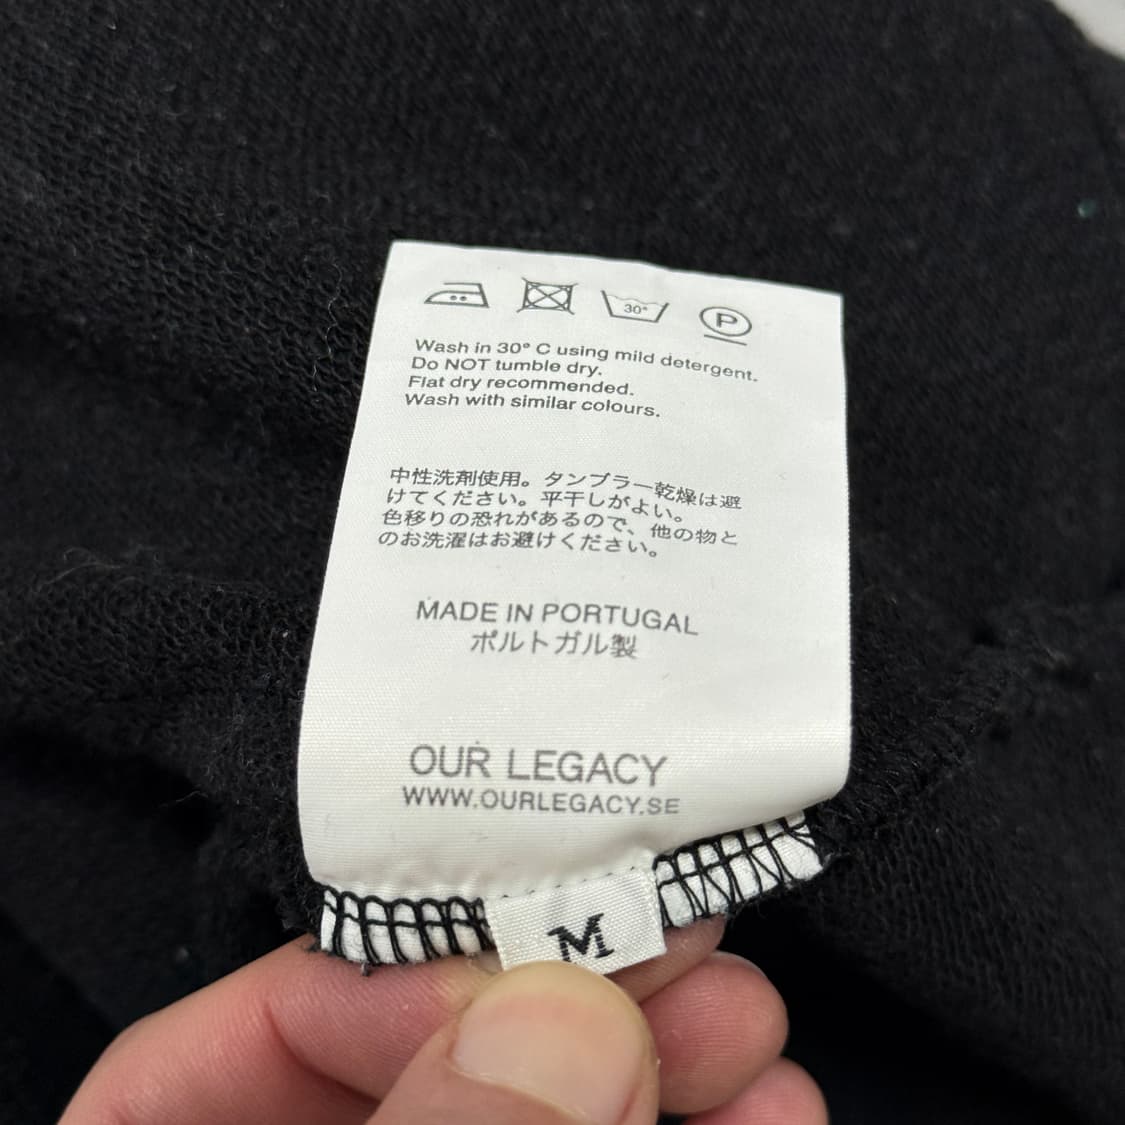 30°
P
Wash in 30° C using mild detergent.
Do NOT tumble dry.
Flat dry recommended.
Wash with similar colours.
中性洗剤使用。タンブラー乾燥は避
けてください。平干しがよい。
色移りの恐れがあるので、他の物と
のお洗濯はお避けください。
MADE IN PORTUGAL
ポルトガル製
OUR LEGACY
WWW.OURLEGACY.SE
M